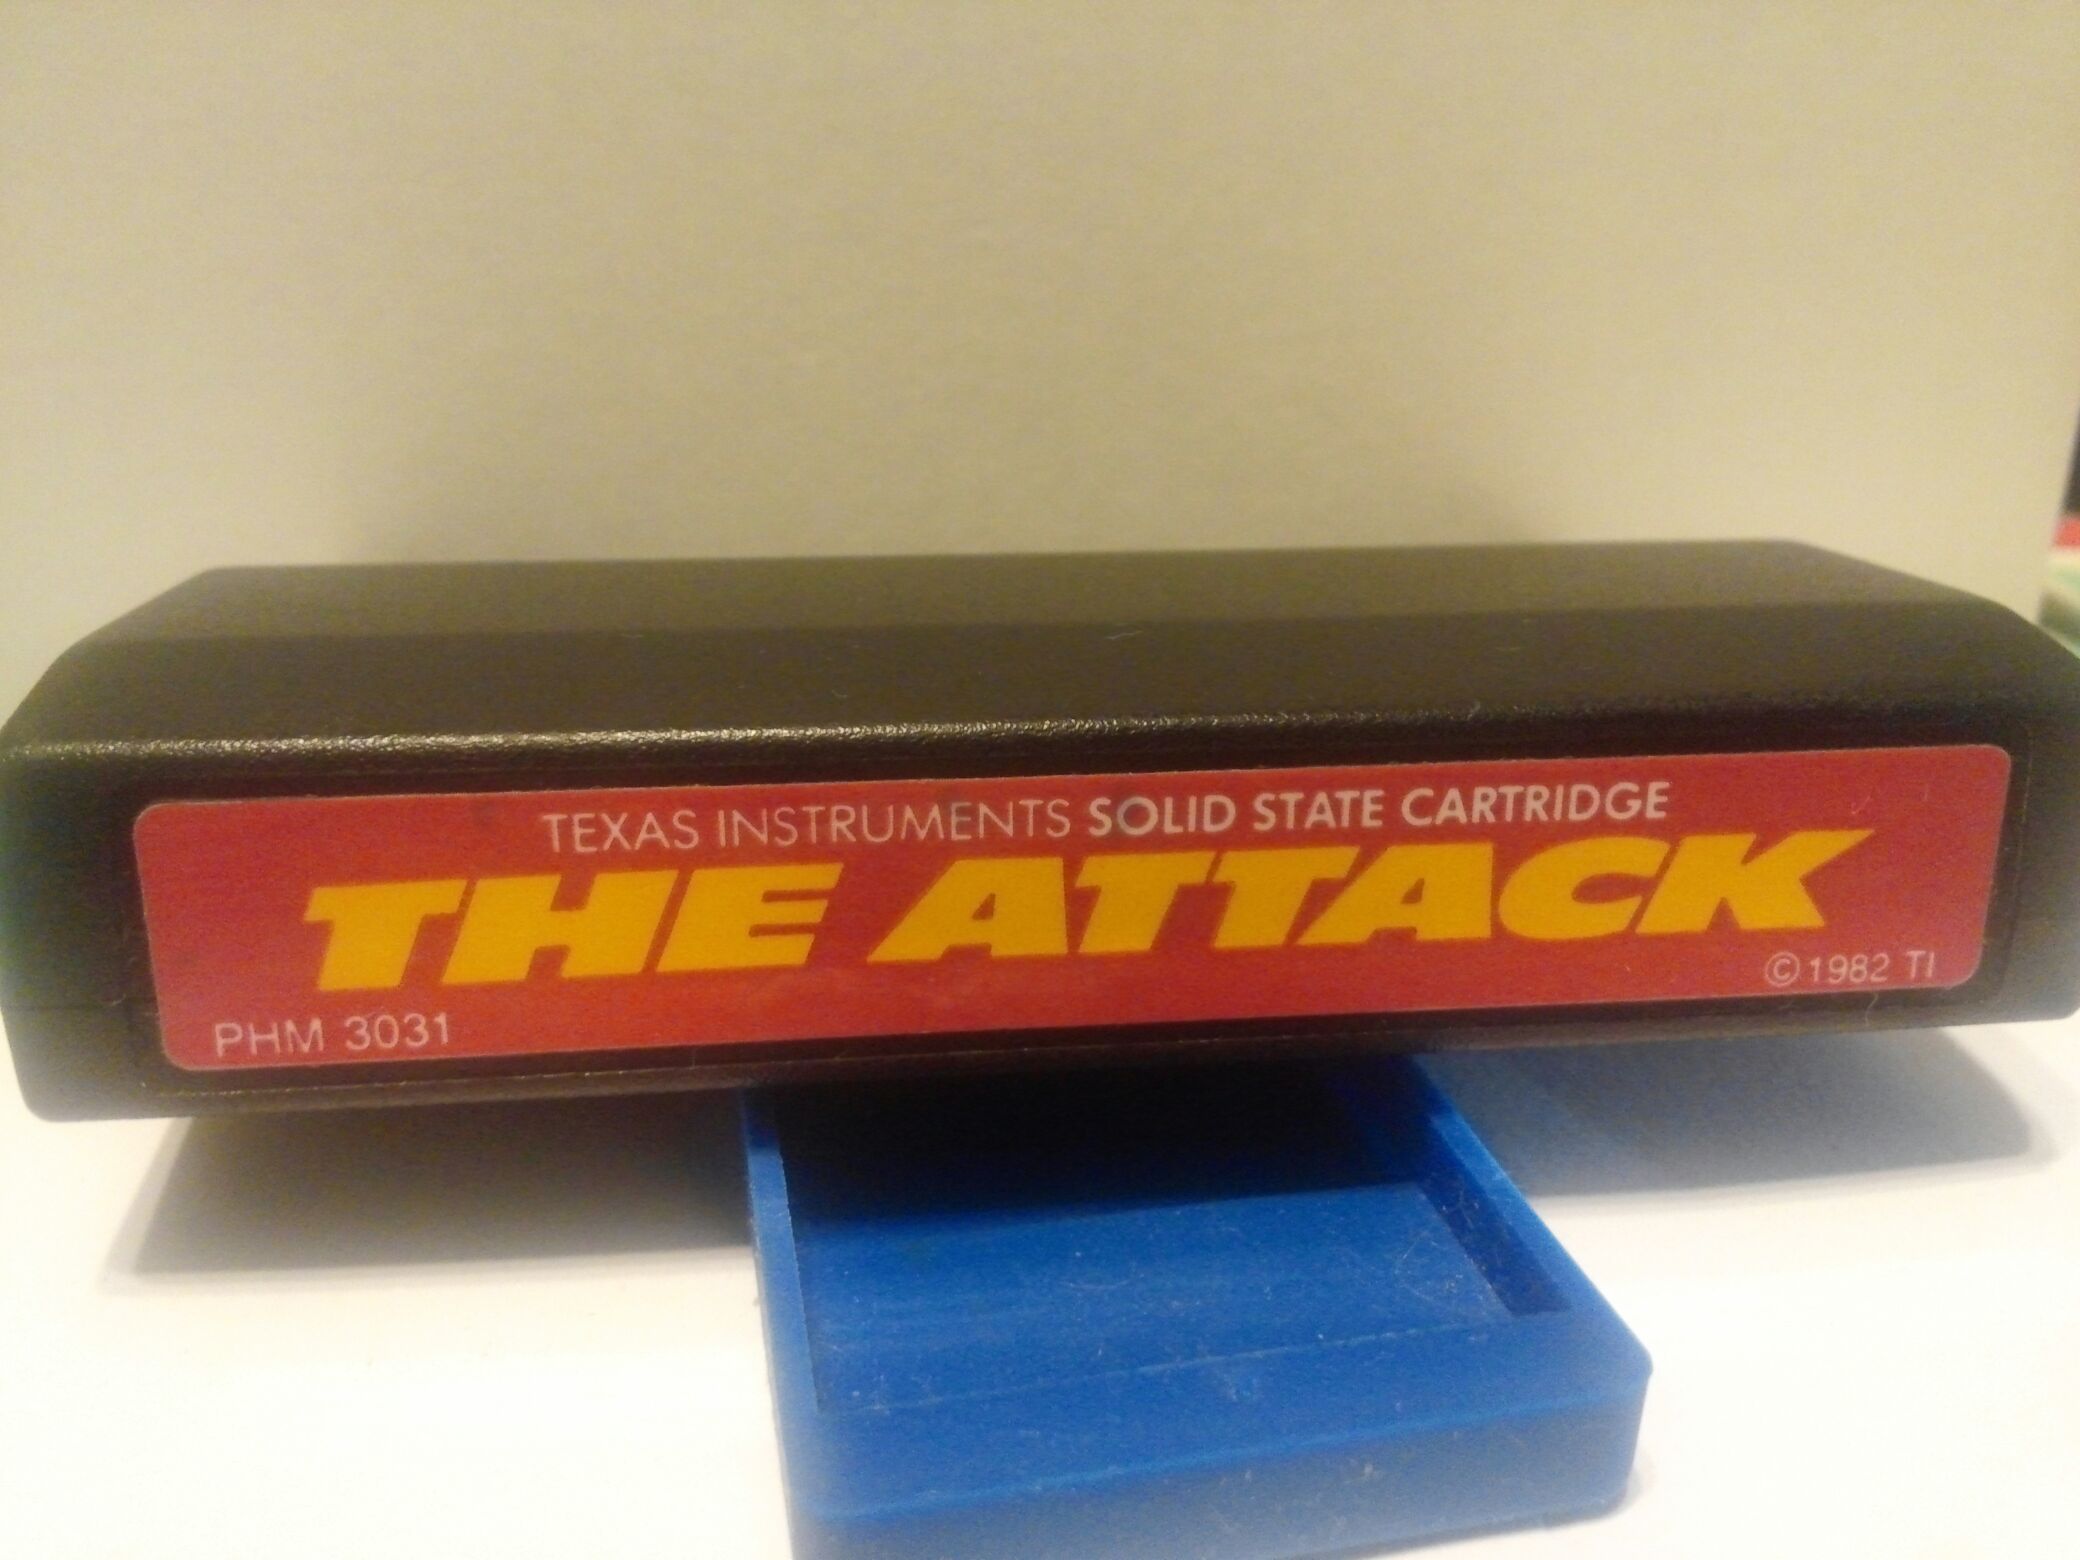 TEXAS INSTRUMENTS SOLID STATE CARTRIDGE
THE ATTACK
PHM 3031
©1982 TI